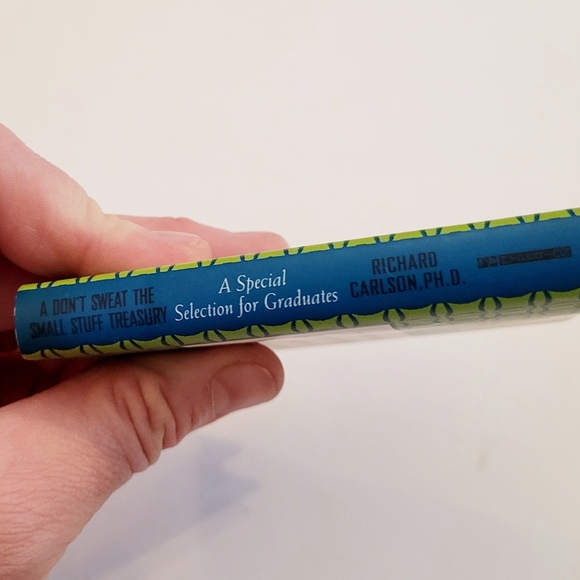 A DON'T SWEAT THE
SMALL STUFF TREASURY
A Special
Selection for Graduates
RICHARD
CARLSON, PH.D.